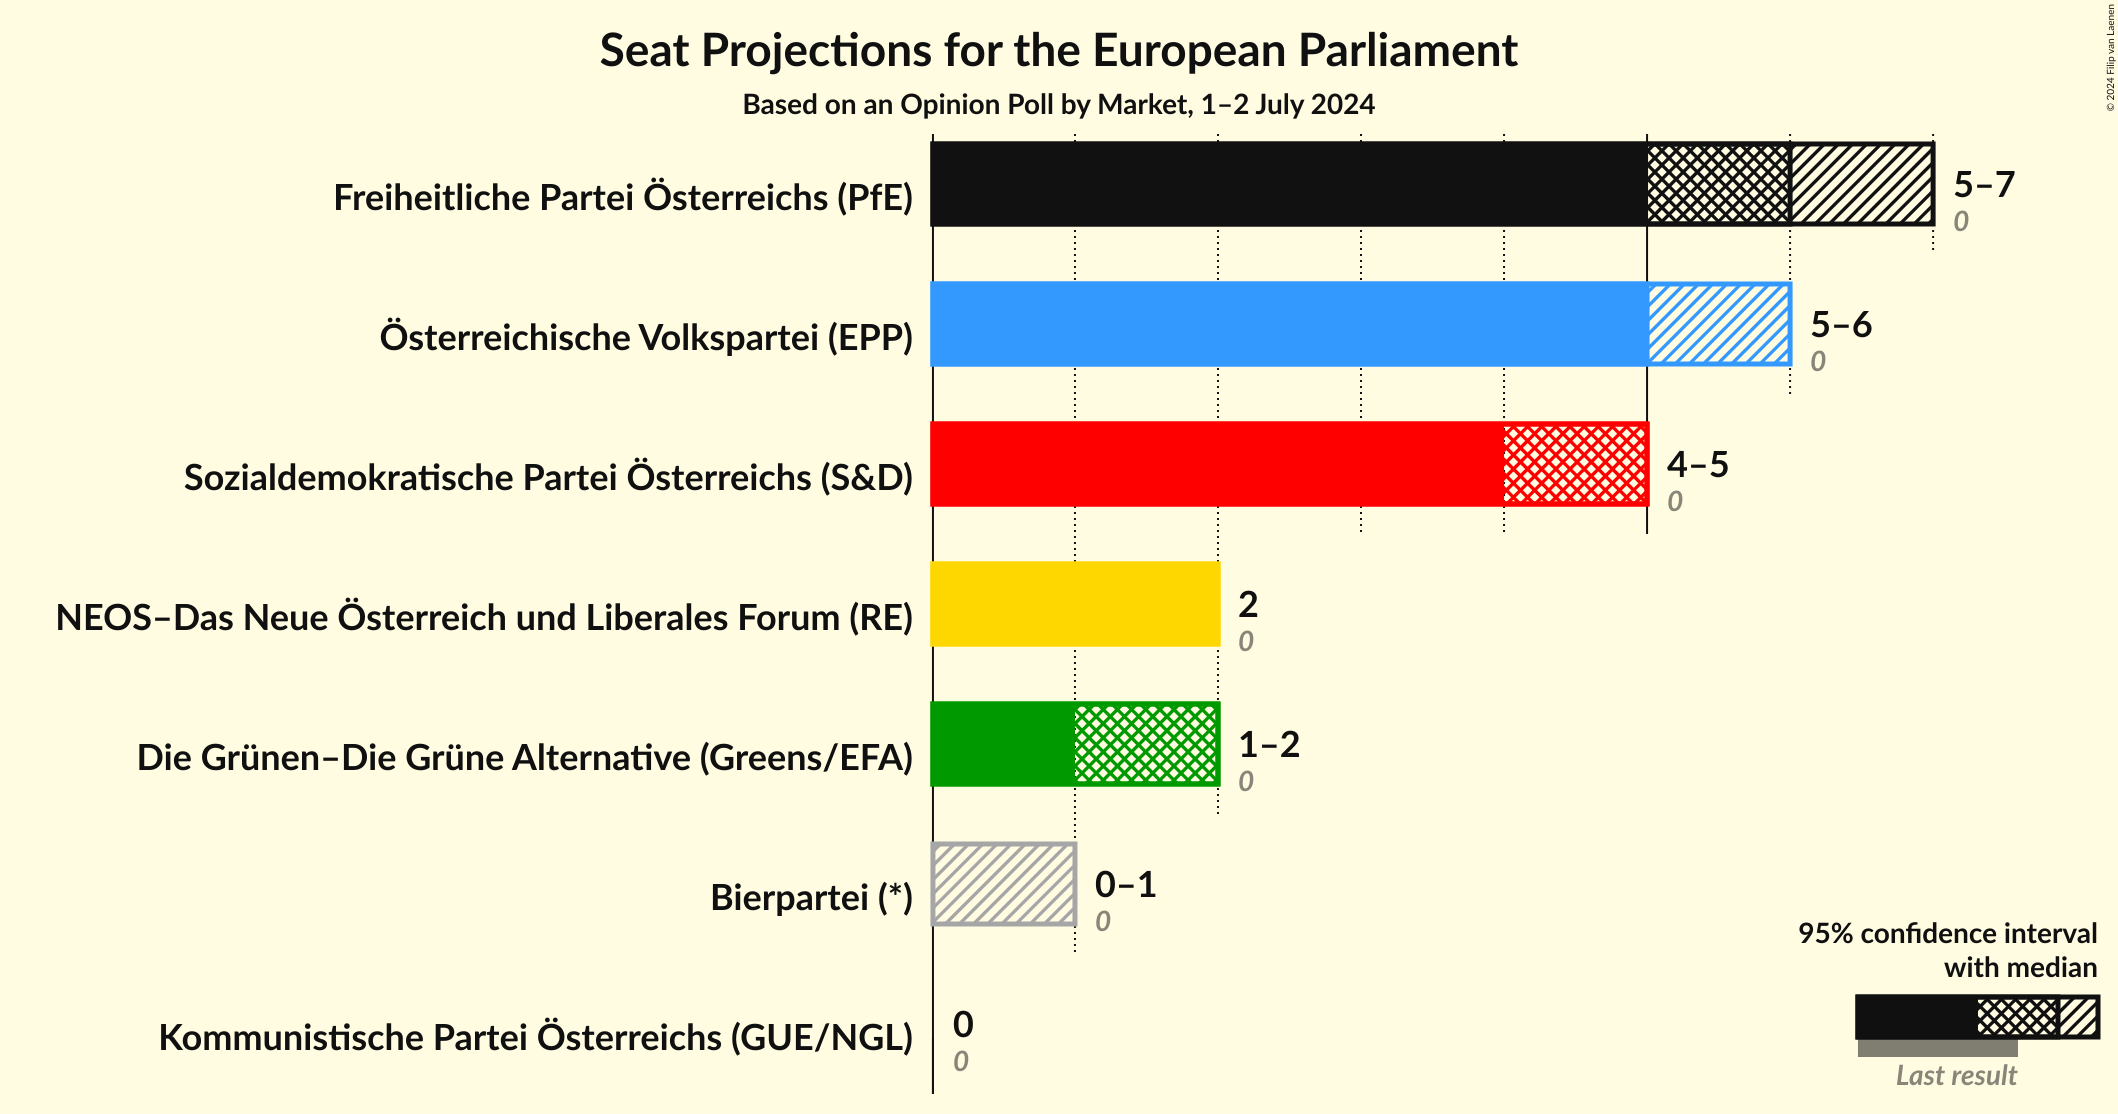 Seat Projections for the European Parliament
Based on an Opinion Poll by Market, 1–2 July 2024
© 2024 Filip van Laenen
Freiheitliche Partei Österreichs (PfE)
5–7
0
Österreichische Volkspartei (EPP)
5–6
0
Sozialdemokratische Partei Österreichs (S&D)
4–5
0
NEOS–Das Neue Österreich und Liberales Forum (RE)
2
0
Die Grünen–Die Grüne Alternative (Greens/EFA)
1–2
0
Bierpartei (*)
0–1
0
Kommunistische Partei Österreichs (GUE/NGL)
0
0
95% confidence interval
with median
Last result